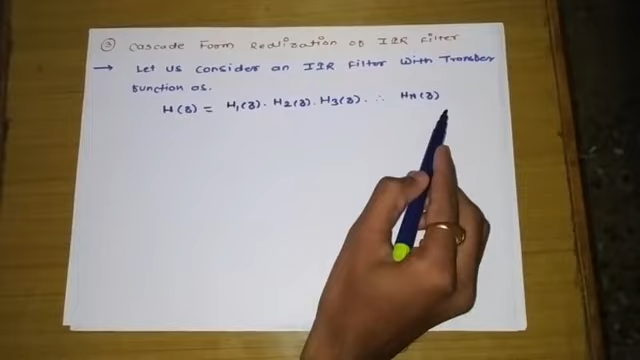 ③ Cascade Form Realization of IIR Filter
→ Let us consider an IIR Filter with Transfer
function as.
H(z) = H₁(z) · H₂(z) · H₃(z) · ∴ Hn(z)